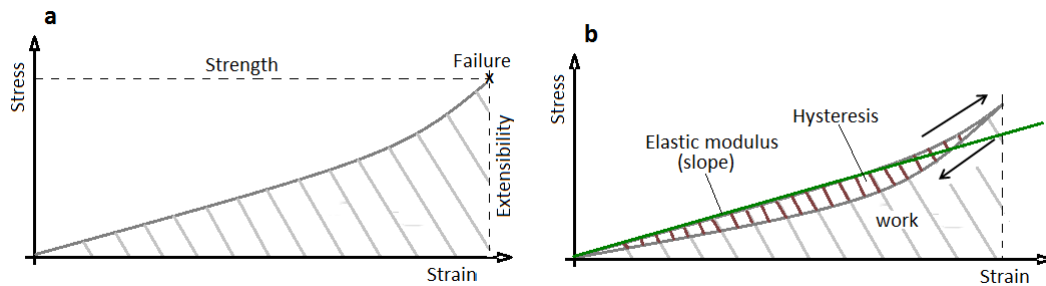 a
Stress
Strength
Failure
Extensibility
Strain
b
Stress
Elastic modulus
(slope)
Hysteresis
work
Strain